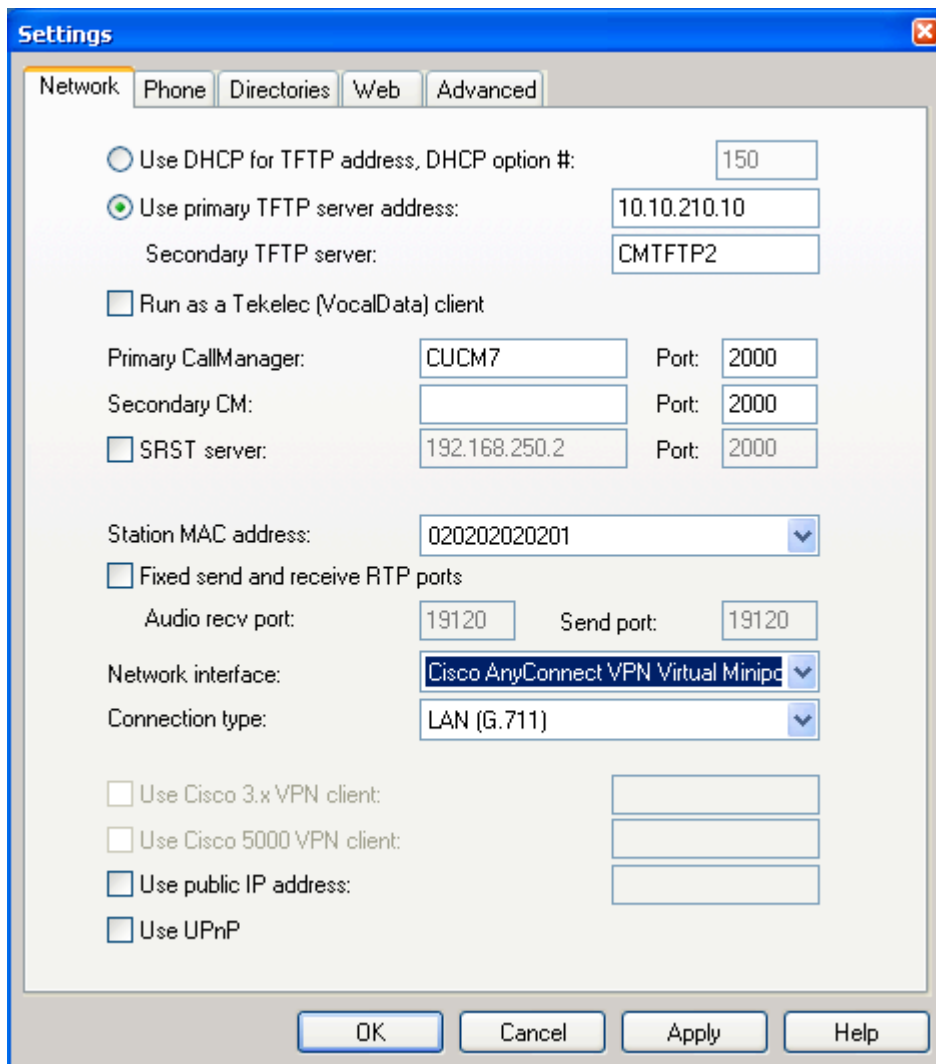 Settings
Network Phone Directories Web Advanced
Use DHCP for TFTP address, DHCP option #: 150
Use primary TFTP server address: 10.10.210.10
Secondary TFTP server: CMTFTP2
Run as a Tekelec (VocalData) client
Primary CallManager: CUCM7 Port: 2000
Secondary CM: Port: 2000
SRST server: 192.168.250.2 Port: 2000
Station MAC address: 020202020201
Fixed send and receive RTP ports
Audio recv port: 19120 Send port: 19120
Network interface: Cisco AnyConnect VPN Virtual Minipo
Connection type: LAN (G.711)
Use Cisco 3.x VPN client:
Use Cisco 5000 VPN client:
Use public IP address:
Use UPnP
OK Cancel Apply Help